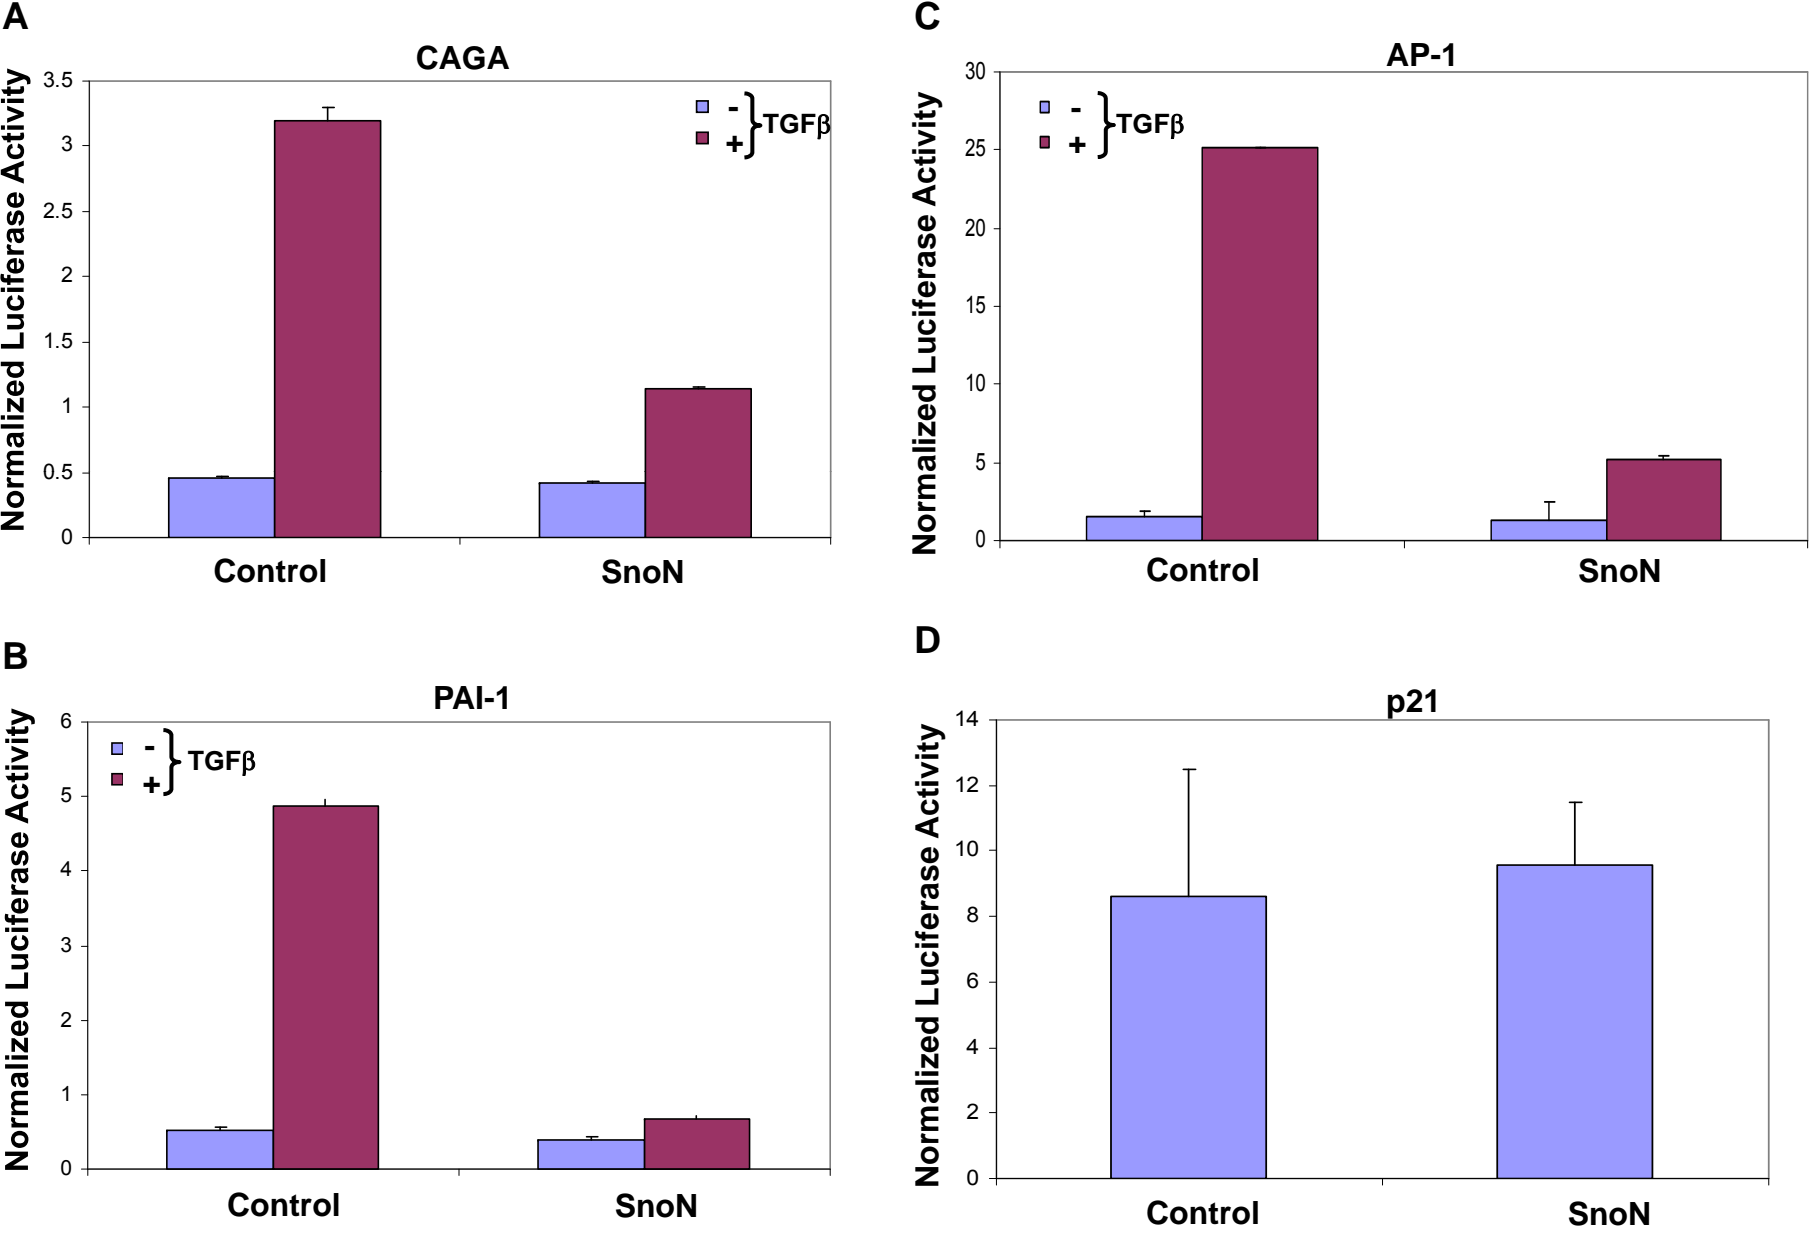 A
CAGA
Normalized Luciferase Activity
3.5
3
2.5
2
1.5
1
0.5
0
-
+
TGFβ
Control
SnoN
B
PAI-1
Normalized Luciferase Activity
6
5
4
3
2
1
0
-
+
TGFβ
Control
SnoN
C
AP-1
Normalized Luciferase Activity
30
25
20
15
10
5
0
-
+
TGFβ
Control
SnoN
D
p21
Normalized Luciferase Activity
14
12
10
8
6
4
2
0
Control
SnoN